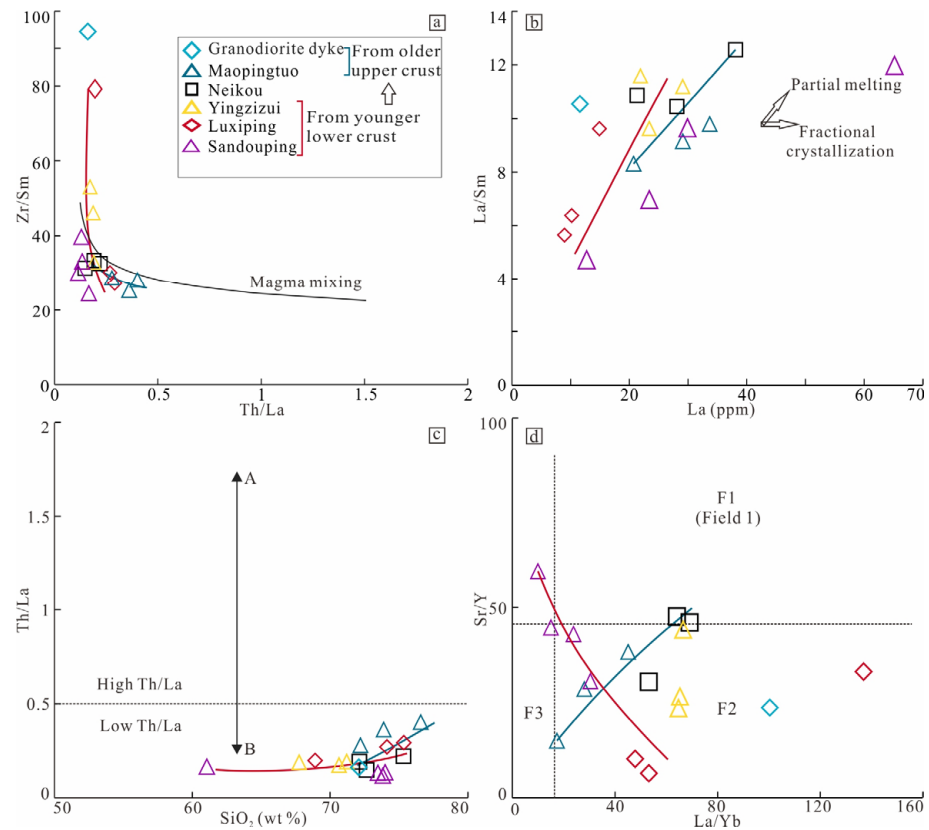 a
100
80
60
40
20
0
Zr/Sm
Granodiorite dyke
Maopingtuo
Neikou
Yingzizui
Luxiping
Sandouping
From older
upper crust
From younger
lower crust
Magma mixing
0
0.5
1
1.5
2
Th/La
b
16
12
8
4
0
La/Sm
Partial melting
Fractional
crystallization
0
20
40
60
70
La (ppm)
c
2
1.5
1
0.5
0
Th/La
A
High Th/La
Low Th/La
B
50
60
70
80
SiO₂ (wt %)
d
100
50
0
Sr/Y
F1
(Field 1)
F3
F2
0
40
80
120
160
La/Yb